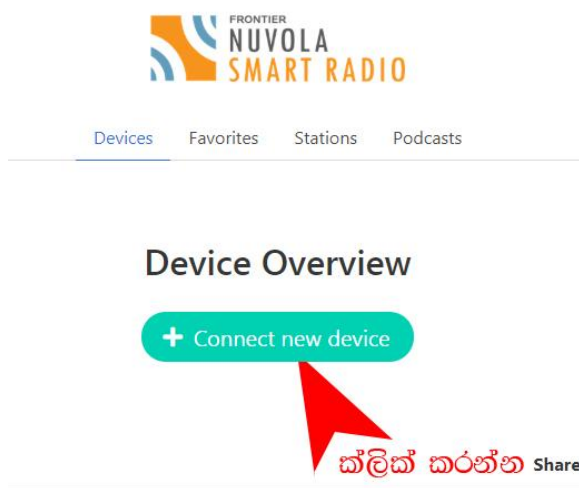 FRONTIER
NUVOLA
SMART RADIO
Devices Favorites Stations Podcasts
Device Overview
+ Connect new device
ක්ලික් කරන්න Share